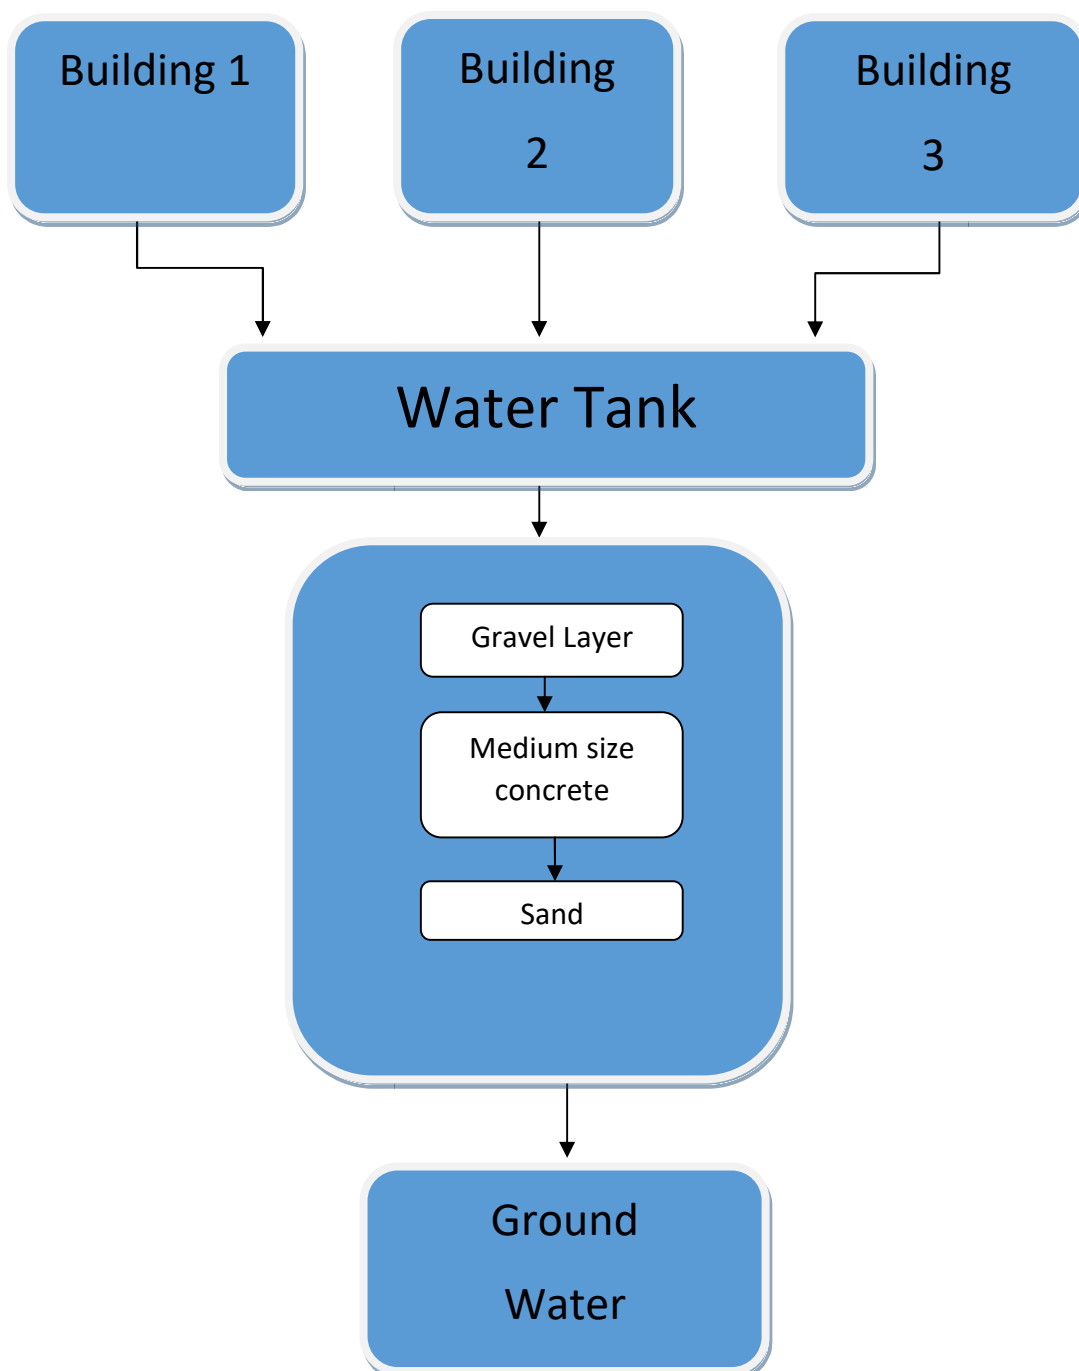 Building 1
Building
2
Building
3
Water Tank
Gravel Layer
Medium size
concrete
Sand
Ground
Water